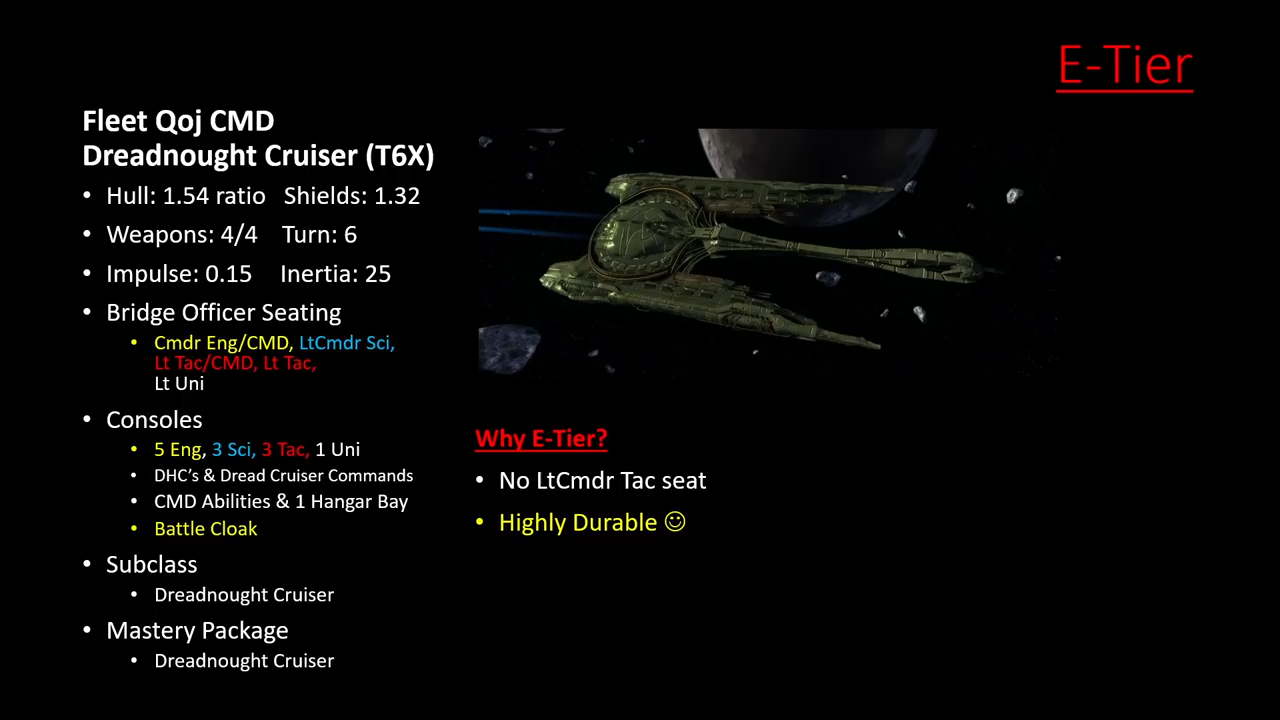 E-Tier
Fleet Qoj CMD
Dreadnought Cruiser (T6X)
• Hull: 1.54 ratio   Shields: 1.32
• Weapons: 4/4    Turn: 6
• Impulse: 0.15     Inertia: 25
• Bridge Officer Seating
• Cmdr Eng/CMD, LtCmdr Sci,
Lt Tac/CMD, Lt Tac,
Lt Uni
• Consoles
• 5 Eng, 3 Sci, 3 Tac, 1 Uni
• DHC's & Dread Cruiser Commands
• CMD Abilities & 1 Hangar Bay
• Battle Cloak
• Subclass
• Dreadnought Cruiser
• Mastery Package
• Dreadnought Cruiser
Why E-Tier?
• No LtCmdr Tac seat
• Highly Durable ☺